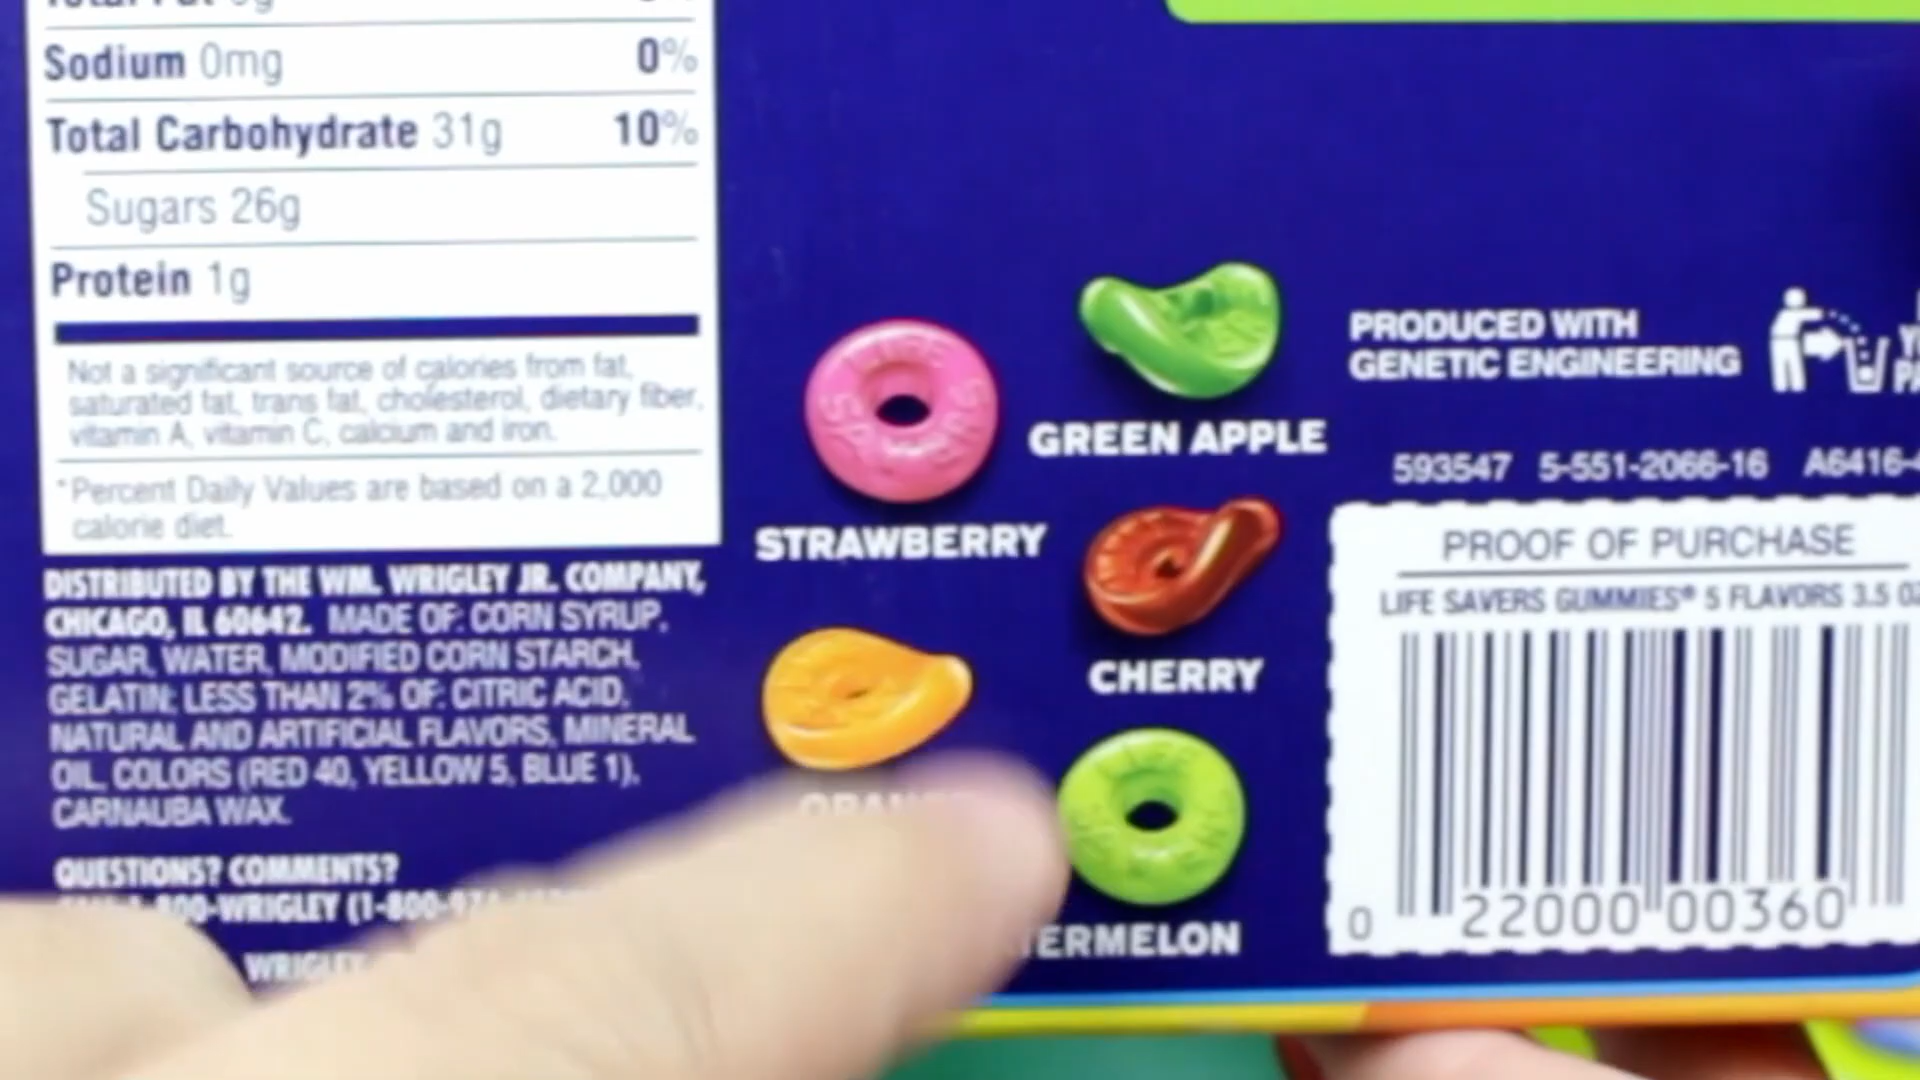 Total Fat 0g
Sodium 0mg 0%
Total Carbohydrate 31g 10%
Sugars 26g
Protein 1g
Not a significant source of calories from fat,
saturated fat, trans fat, cholesterol, dietary fiber,
vitamin A, vitamin C, calcium and iron.
*Percent Daily Values are based on a 2,000
calorie diet.
DISTRIBUTED BY THE WM. WRIGLEY JR. COMPANY,
CHICAGO, IL 60642. MADE OF: CORN SYRUP,
SUGAR, WATER, MODIFIED CORN STARCH,
GELATIN; LESS THAN 2% OF: CITRIC ACID,
NATURAL AND ARTIFICIAL FLAVORS, MINERAL
OIL, COLORS (RED 40, YELLOW 5, BLUE 1),
CARNAUBA WAX.
QUESTIONS? COMMENTS?
-800-WRIGLEY (1-800-
WRIGLEY
STRAWBERRY
GREEN APPLE
CHERRY
TERMELON
PRODUCED WITH
GENETIC ENGINEERING
593547 5-551-2066-16 A6416-
PROOF OF PURCHASE
LIFE SAVERS GUMMIES® 5 FLAVORS 3.5 OZ
0 22000 00360